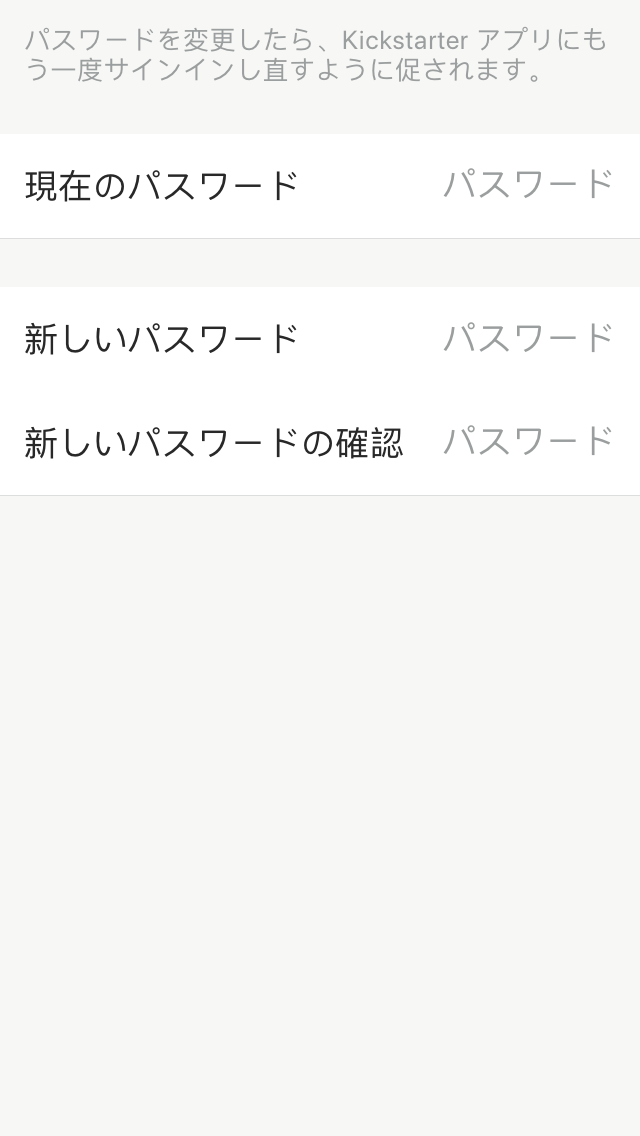 パスワードを変更したら、Kickstarter アプリにも
う一度サインインし直すように促されます。
現在のパスワード パスワード
新しいパスワード パスワード
新しいパスワードの確認 パスワード